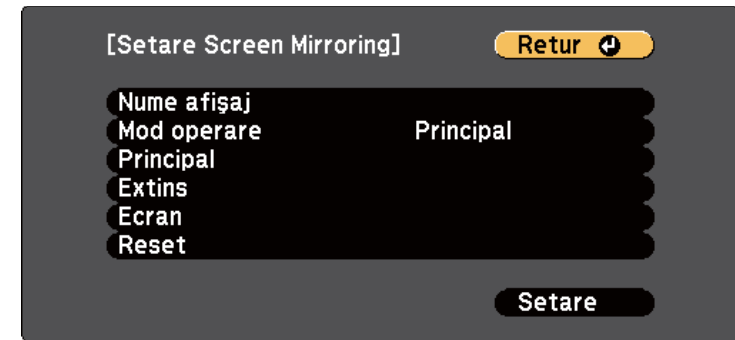 [Setare Screen Mirroring] Retur
Nume afişaj
Mod operare Principal
Principal
Extins
Ecran
Reset
Setare